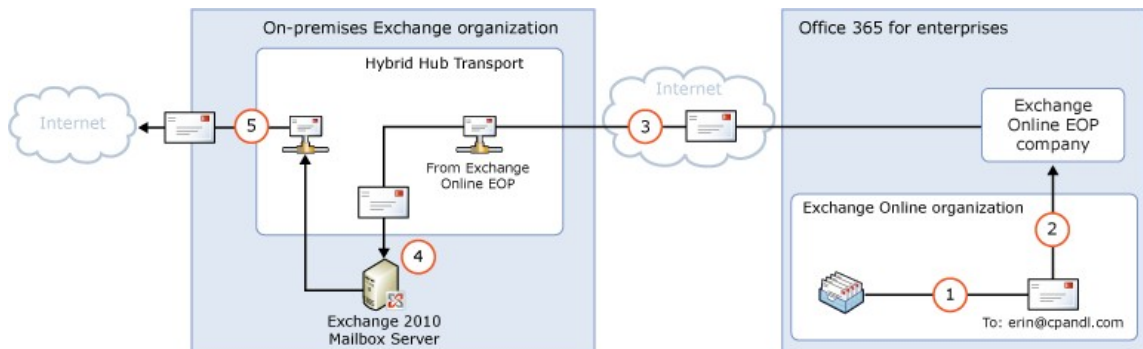 On-premises Exchange organization
Office 365 for enterprises
Hybrid Hub Transport
Internet
Internet
5
3
Exchange
Online EOP
company
From Exchange
Online EOP
Exchange Online organization
2
4
1
Exchange 2010
Mailbox Server
To: erin@cpandl.com